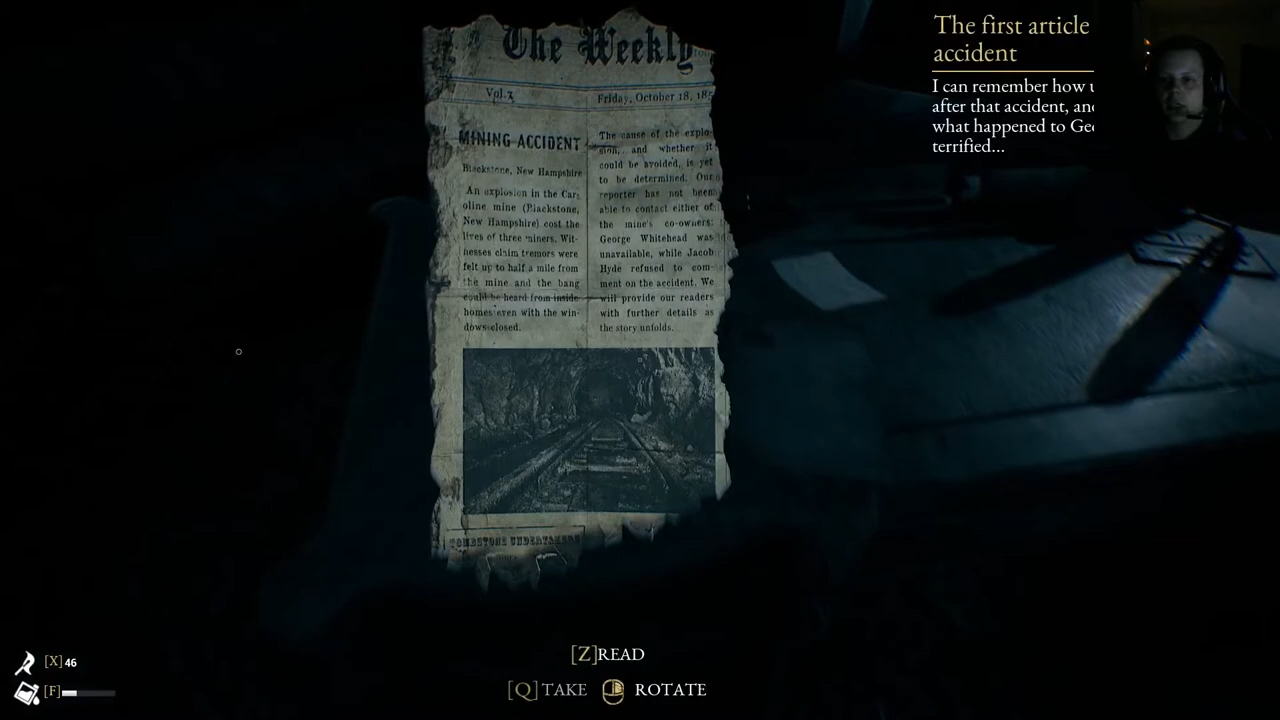 The Weekly
Vol.3
Friday, October 18, 18
MINING ACCIDENT
Blackstone, New Hampshire
An explosion in the Car-
oline mine (Blackstone,
New Hampshire) cost the
lives of three miners. Wit-
nesses claim tremors were
felt up to half a mile from
the mine and the bang
could be heard from inside
homes even with the win-
dows closed.
The cause of the explo-
sion, and whether it
could be avoided, is yet
to be determined. Our
reporter has not been
able to contact either of
the mine's co-owners:
George Whitehead was
unavailable, while Jacob
Hyde refused to com-
ment on the accident. We
will provide our readers
with further details as
the story unfolds.
TOMBSTONE UNDERTAKERS
The first article
accident
I can remember how
after that accident,
what happened to
terrified...
[Z]READ
[Q]TAKE ROTATE
[X]46
[F]